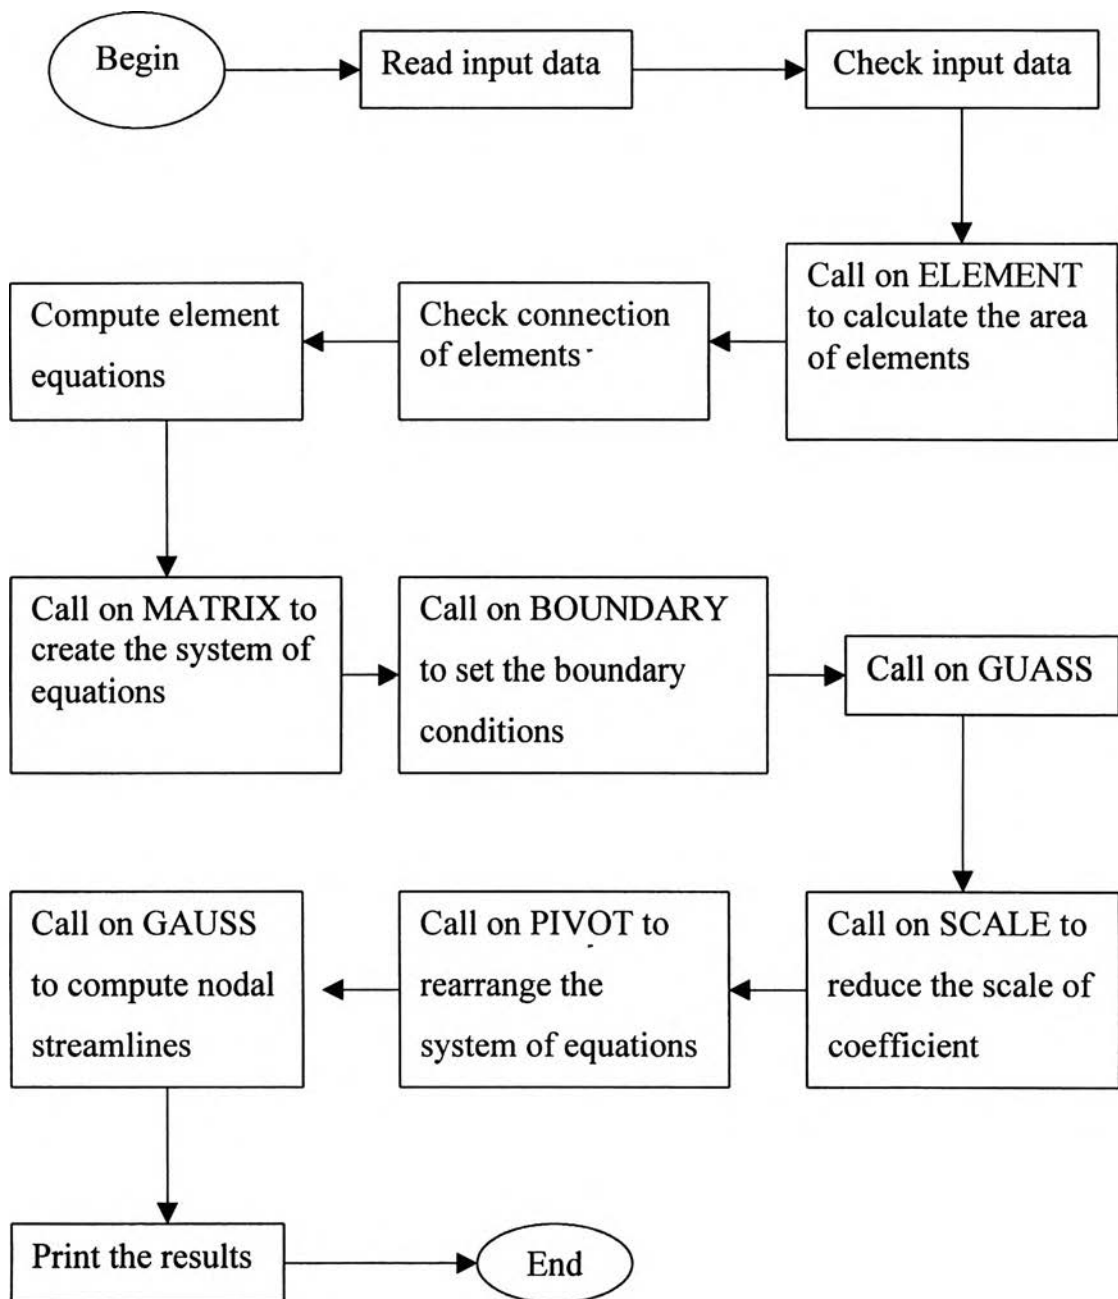 Begin
Read input data
Check input data
Call on ELEMENT
to calculate the area
of elements
Check connection
of elements
Compute element
equations
Call on MATRIX to
create the system of
equations
Call on BOUNDARY
to set the boundary
conditions
Call on GUASS
Call on SCALE to
reduce the scale of
coefficient
Call on PIVOT to
rearrange the
system of equations
Call on GAUSS
to compute nodal
streamlines
Print the results
End